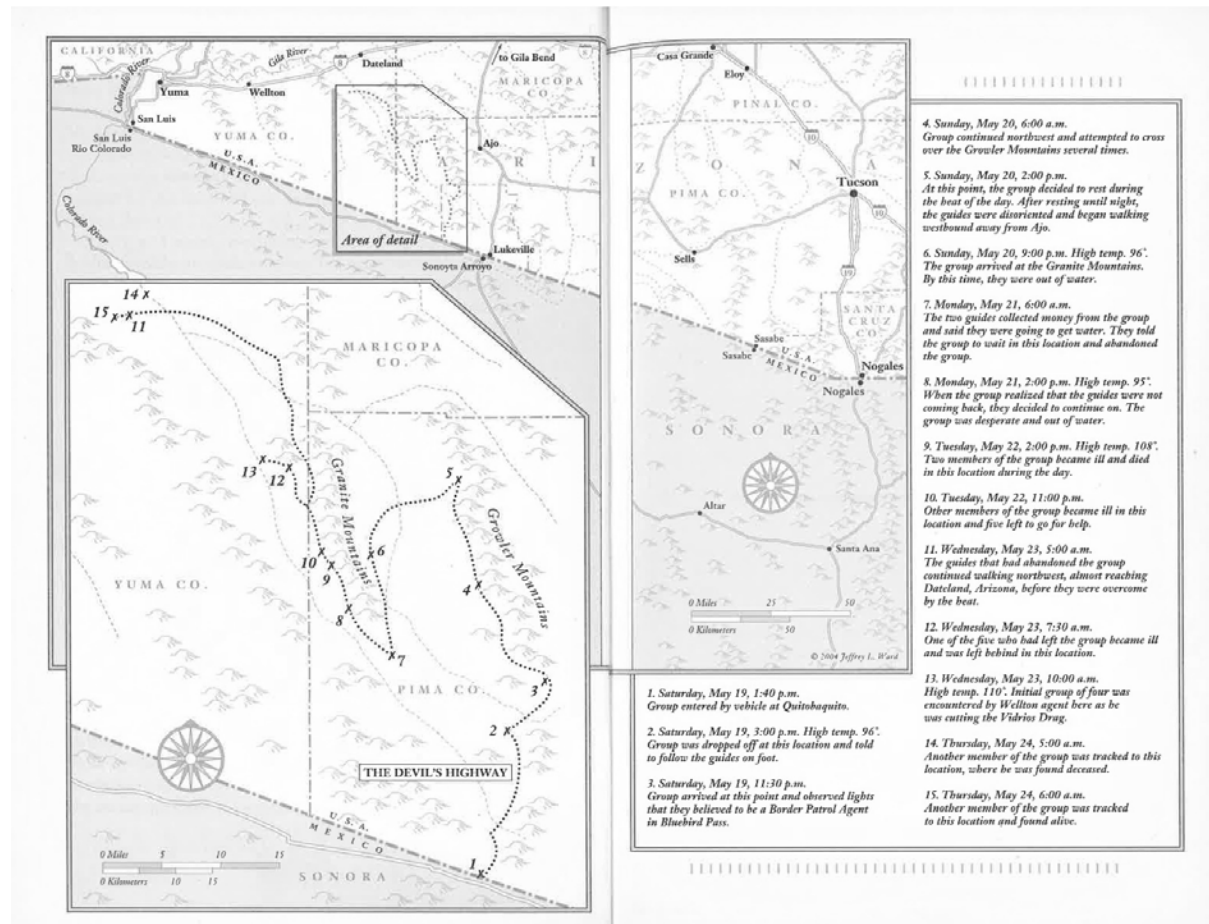 CALIFORNIA
8
Colorado River
Gila River
8
Dateland
Yuma
Wellton
San Luis
San Luis
Rio Colorado
YUMA CO.
U.S.A.
MEXICO
Colorado River
to Gila Bend
8
MARICOPA
CO.
Ajo
A R I
Area of detail
Lukeville
Sonoyta Arroyo
Casa Grande
Eloy
PINAL CO.
10
Z O N A
PIMA CO.
Tucson
10
Sells
19
SANTA
CRUZ
CO.
Sasabe
Sasabe
U.S.A.
MEXICO
Nogales
Nogales
S O N O R A
Altar
Santa Ana
0 Miles 25 50
0 Kilometers 50
© 2004 Jeffrey L. Ward
14
15
11
MARICOPA
CO.
13
12
Granite Mountains
5
Growler Mountains
10
9
6
4
YUMA CO.
8
7
PIMA CO.
3
2
THE DEVIL'S HIGHWAY
U.S.A.
MEXICO
1
0 Miles 5 10 15
0 Kilometers 10 15
SONORA
1. Saturday, May 19, 1:40 p.m.
Group entered by vehicle at Quitobaquito.
2. Saturday, May 19, 3:00 p.m. High temp. 96°.
Group was dropped off at this location and told
to follow the guides on foot.
3. Saturday, May 19, 11:30 p.m.
Group arrived at this point and observed lights
that they believed to be a Border Patrol Agent
in Bluebird Pass.
4. Sunday, May 20, 6:00 a.m.
Group continued northwest and attempted to cross
over the Growler Mountains several times.
5. Sunday, May 20, 2:00 p.m.
At this point, the group decided to rest during
the heat of the day. After resting until night,
the guides were disoriented and began walking
westbound away from Ajo.
6. Sunday, May 20, 9:00 p.m. High temp. 96°.
The group arrived at the Granite Mountains.
By this time, they were out of water.
7. Monday, May 21, 6:00 a.m.
The two guides collected money from the group
and said they were going to get water. They told
the group to wait in this location and abandoned
the group.
8. Monday, May 21, 2:00 p.m. High temp. 95°.
When the group realized that the guides were not
coming back, they decided to continue on. The
group was desperate and out of water.
9. Tuesday, May 22, 2:00 p.m. High temp. 108°.
Two members of the group became ill and died
in this location during the day.
10. Tuesday, May 22, 11:00 p.m.
Other members of the group became ill in this
location and five left to go for help.
11. Wednesday, May 23, 5:00 a.m.
The guides that had abandoned the group
continued walking northwest, almost reaching
Dateland, Arizona, before they were overcome
by the heat.
12. Wednesday, May 23, 7:30 a.m.
One of the five who had left the group became ill
and was left behind in this location.
13. Wednesday, May 23, 10:00 a.m.
High temp. 110°. Initial group of four was
encountered by Wellton agent here as he
was cutting the Vidrios Drag.
14. Thursday, May 24, 5:00 a.m.
Another member of the group was tracked to this
location, where he was found deceased.
15. Thursday, May 24, 6:00 a.m.
Another member of the group was tracked
to this location and found alive.